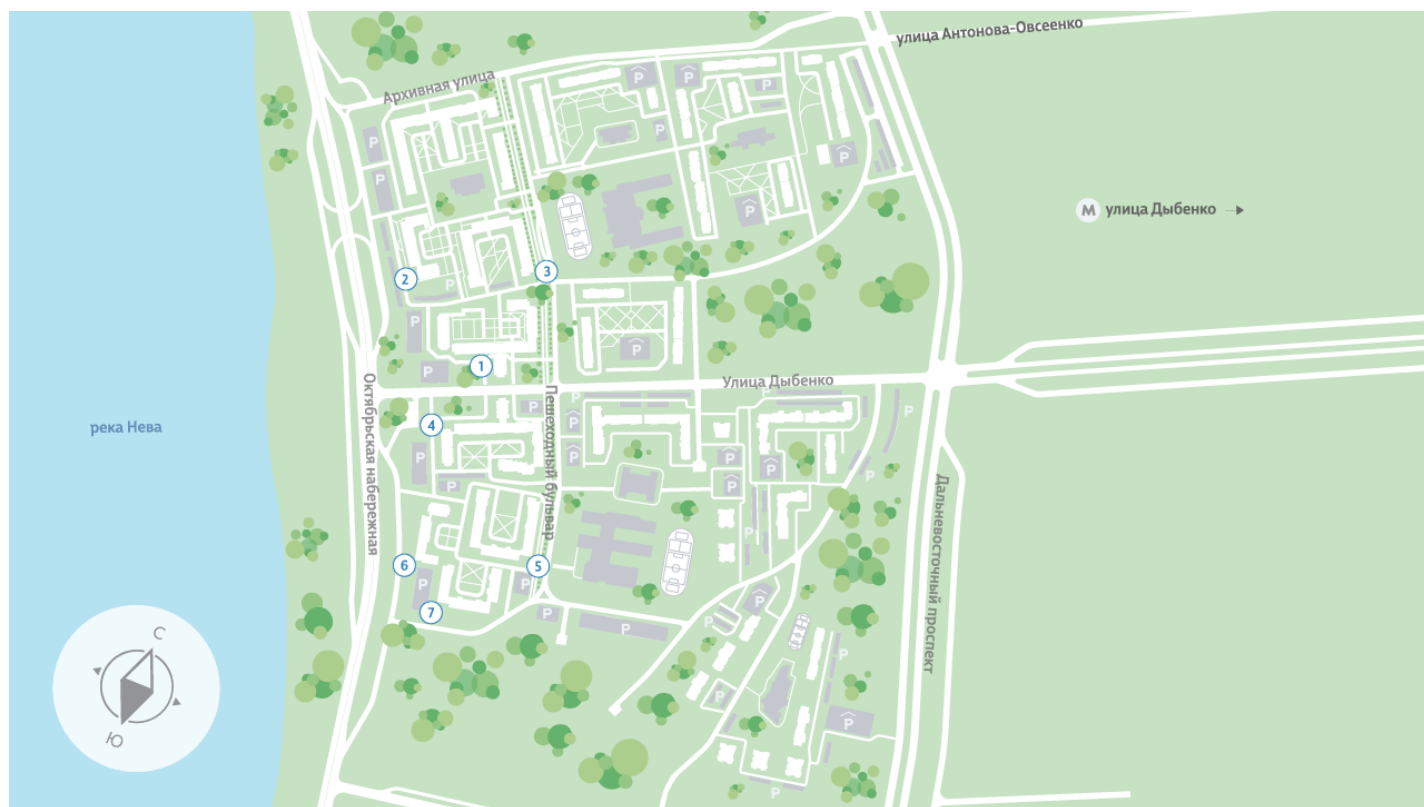 улица Антонова-Овсеенко
Архивная улица
P
P
P
P
P
P
P
P
P
М улица Дыбенко
2
3
P
P
P
1
P
Улица Дыбенко
Октябрьская набережная
Пешеходный бульвар
река Нева
4
P
P
P
P
P
P
P
P
P
P
P
P
Дальневосточный проспект
6
5
P
P
7
P
P
P
P
P
P
P
P
С
Ю